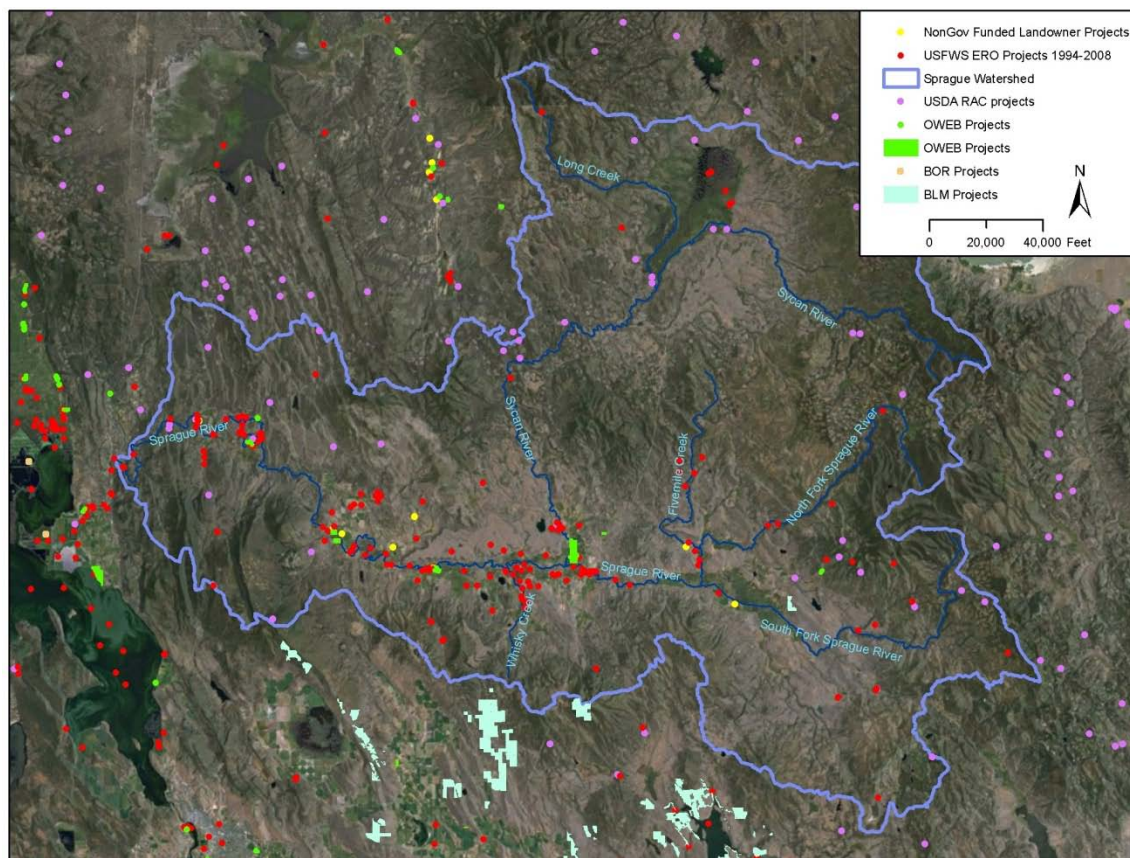 NonGov Funded Landowner Projects
USFWS ERO Projects 1994-2008
Sprague Watershed
USDA RAC projects
OWEB Projects
OWEB Projects
BOR Projects
BLM Projects
N
0 20,000 40,000 Feet
Long Creek
Sycan River
Sycan River
Sprague River
Fivemile Creek
North Fork Sprague River
Sprague River
Whisky Creek
South Fork Sprague River